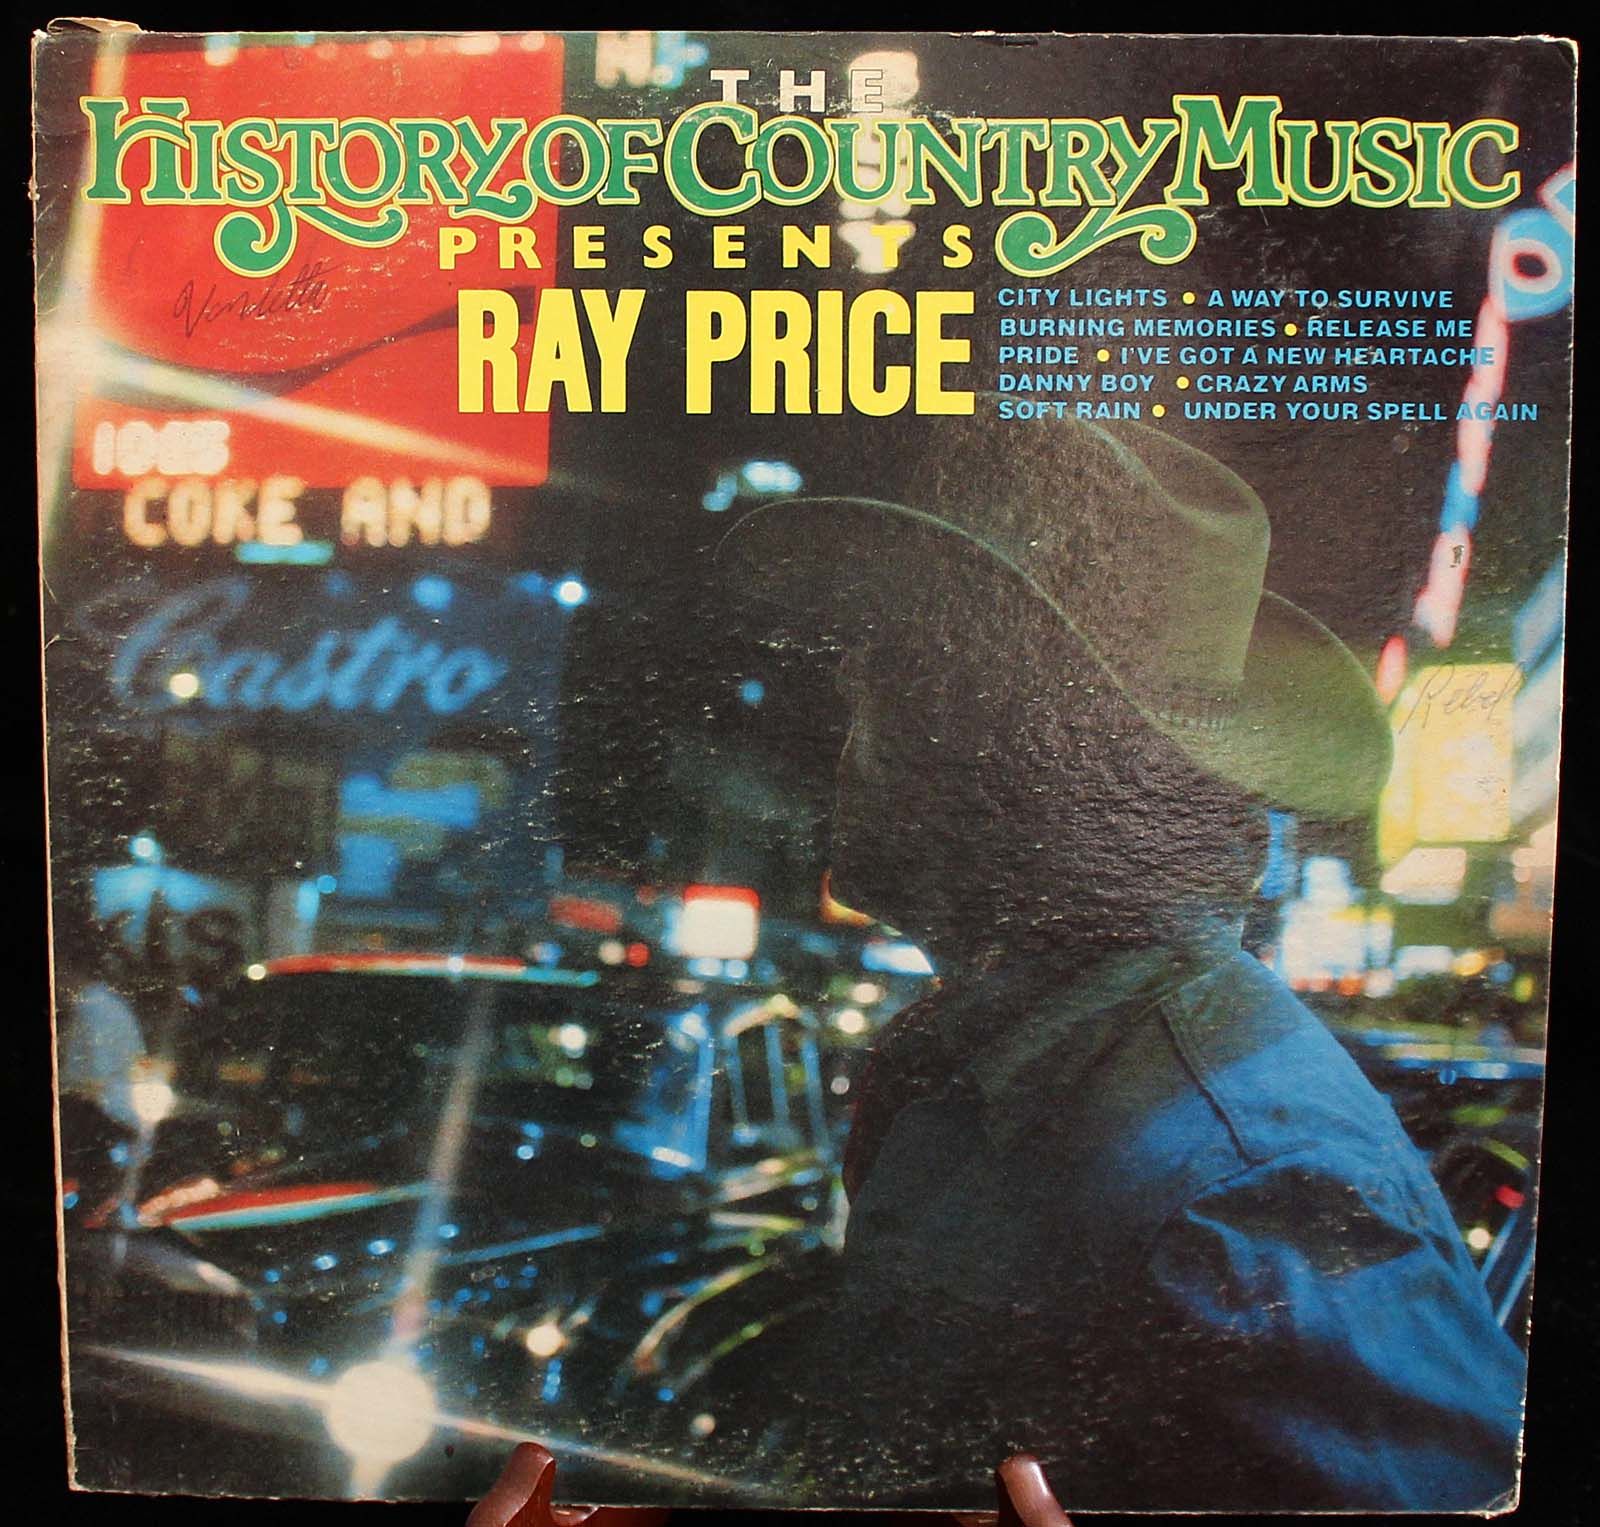 THE
HISTORY OF COUNTRY MUSIC
PRESENTS
RAY PRICE
CITY LIGHTS • A WAY TO SURVIVE
BURNING MEMORIES • RELEASE ME
PRIDE • I'VE GOT A NEW HEARTACHE
DANNY BOY • CRAZY ARMS
SOFT RAIN • UNDER YOUR SPELL AGAIN
Vendetta
COKE AND
Castro
Rebel